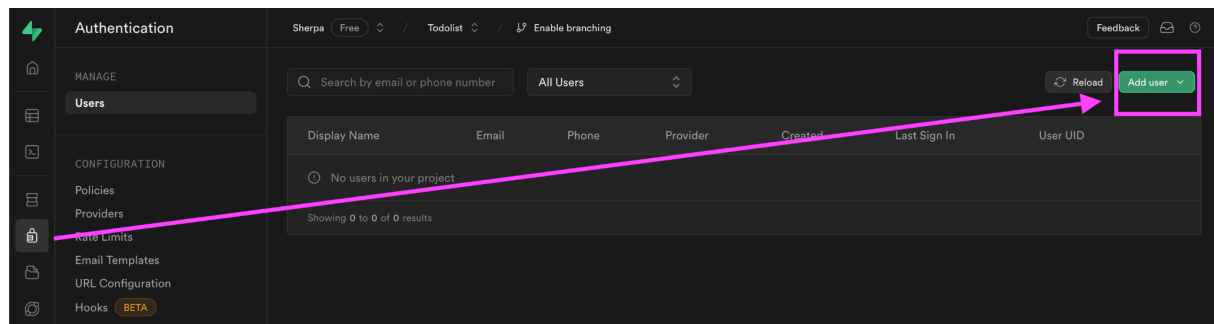 Authentication
Sherpa Free / Todolist / Enable branching
Feedback
MANAGE
Users
Search by email or phone number
All Users
Reload
Add user
Display Name Email Phone Provider Created Last Sign In User UID
No users in your project
Showing 0 to 0 of 0 results
CONFIGURATION
Policies
Providers
Rate Limits
Email Templates
URL Configuration
Hooks BETA